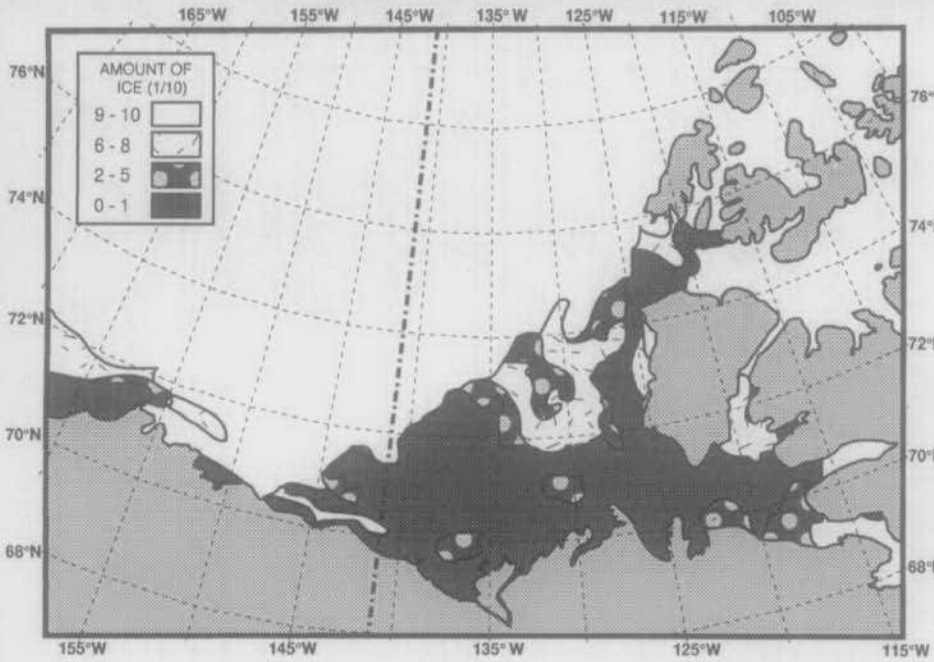 165°W 155°W 145°W 135°W 125°W 115°W 105°W
76°N
74°N
72°N
70°N
68°N
AMOUNT OF
ICE (1/10)
9 - 10
6 - 8
2 - 5
0 - 1
76°
74°N
72°N
70°N
68°N
155°W 145°W 135°W 125°W 115°W